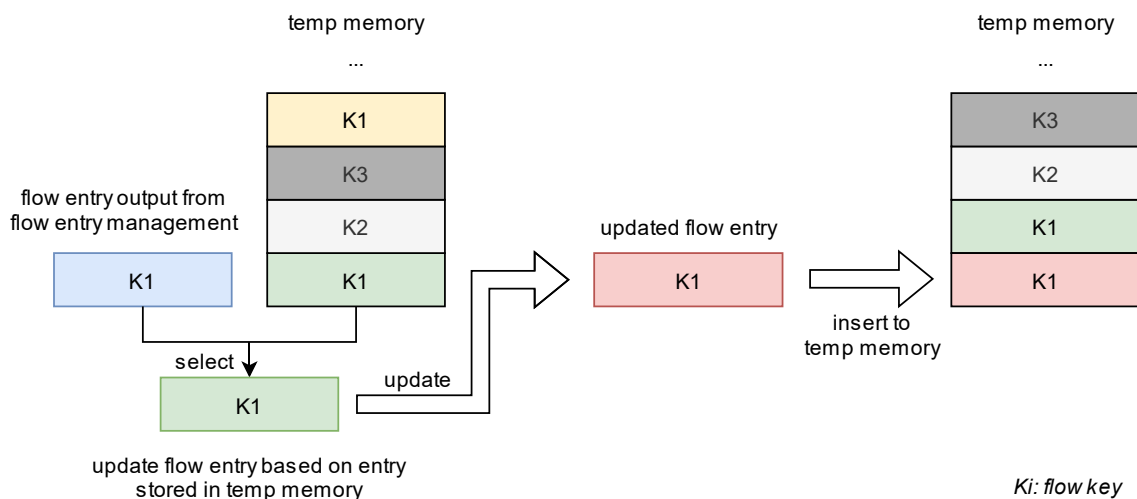 temp memory
...
K1
K3
K2
K1
flow entry output from
flow entry management
K1
select
K1
update
update flow entry based on entry
stored in temp memory
updated flow entry
K1
insert to
temp memory
temp memory
...
K3
K2
K1
K1
Ki: flow key